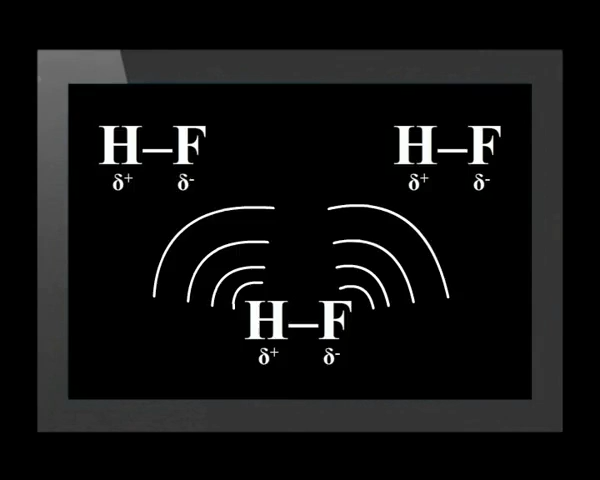 H–F H–F
δ+ δ- δ+ δ-
H–F
δ+ δ-